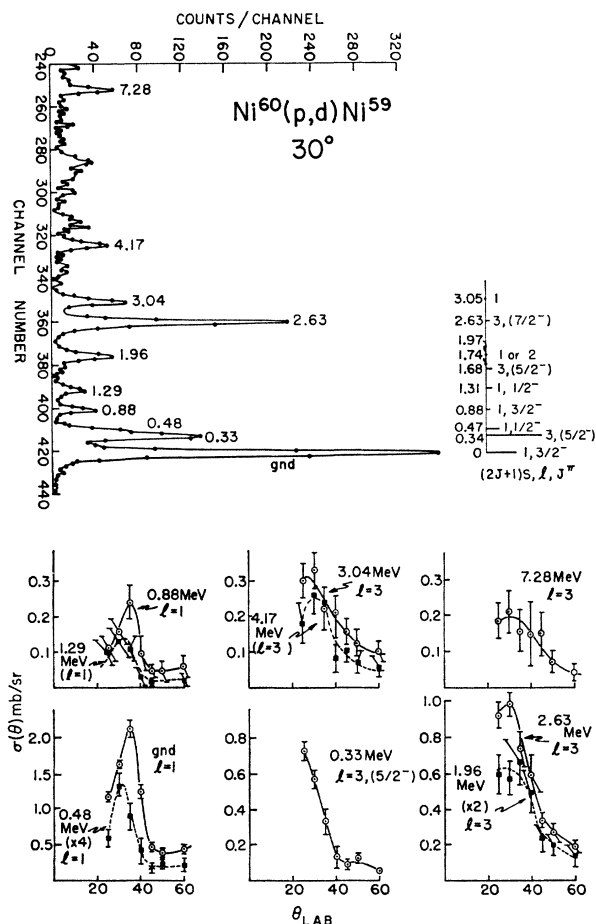 COUNTS / CHANNEL
0 40 80 120 160 200 240 280 320
CHANNEL NUMBER
240 260 280 300 320 340 360 380 400 420 440
Ni⁶⁰(p,d)Ni⁵⁹
30°
7.28
4.17
3.04
2.63
1.96
1.29
0.88
0.48
0.33
gnd
3.05 1
2.63 3,(7/2⁻)
1.97
1.74 1 or 2
1.68 3,(5/2⁻)
1.31 1, 1/2⁻
0.88 1, 3/2⁻
0.47 1, 1/2⁻
0.34 3,(5/2⁻)
0 1, 3/2⁻
(2J+1)S, ℓ, J^π
σ(θ) mb/sr
0.3
0.2
0.1
0.88 MeV
ℓ=1
1.29
MeV
(ℓ=1)
0.3
0.2
0.1
3.04 MeV
ℓ=3
4.17
MeV
(ℓ=3)
0.3
0.2
0.1
7.28 MeV
ℓ=3
2.0
1.5
1.0
0.5
gnd
ℓ=1
0.48
MeV
(x4)
ℓ=1
20 40 60
0.8
0.6
0.4
0.2
0.33 MeV
ℓ=3,(5/2⁻)
20 40 60
1.0
0.8
0.6
0.4
0.2
2.63
MeV
ℓ=3
1.96
MeV
(x2)
ℓ=3
20 40 60
θ LAB